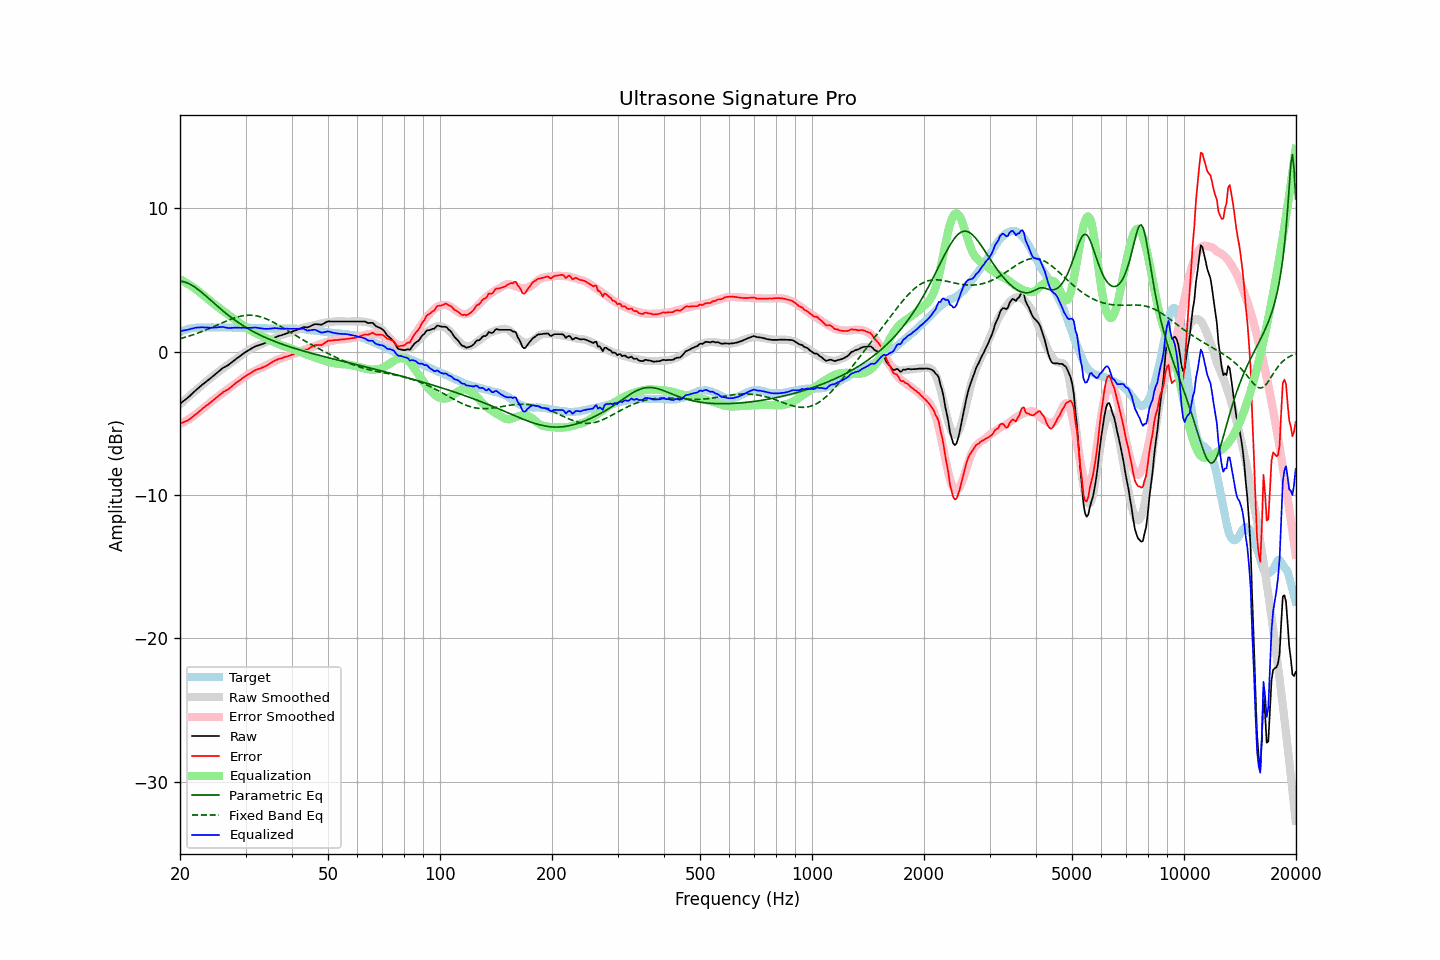 Ultrasone Signature Pro
Amplitude (dBr)
10
0
−10
−20
−30
Target
Raw Smoothed
Error Smoothed
Raw
Error
Equalization
Parametric Eq
Fixed Band Eq
Equalized
20 50 100 200 500 1000 2000 5000 10000 20000
Frequency (Hz)